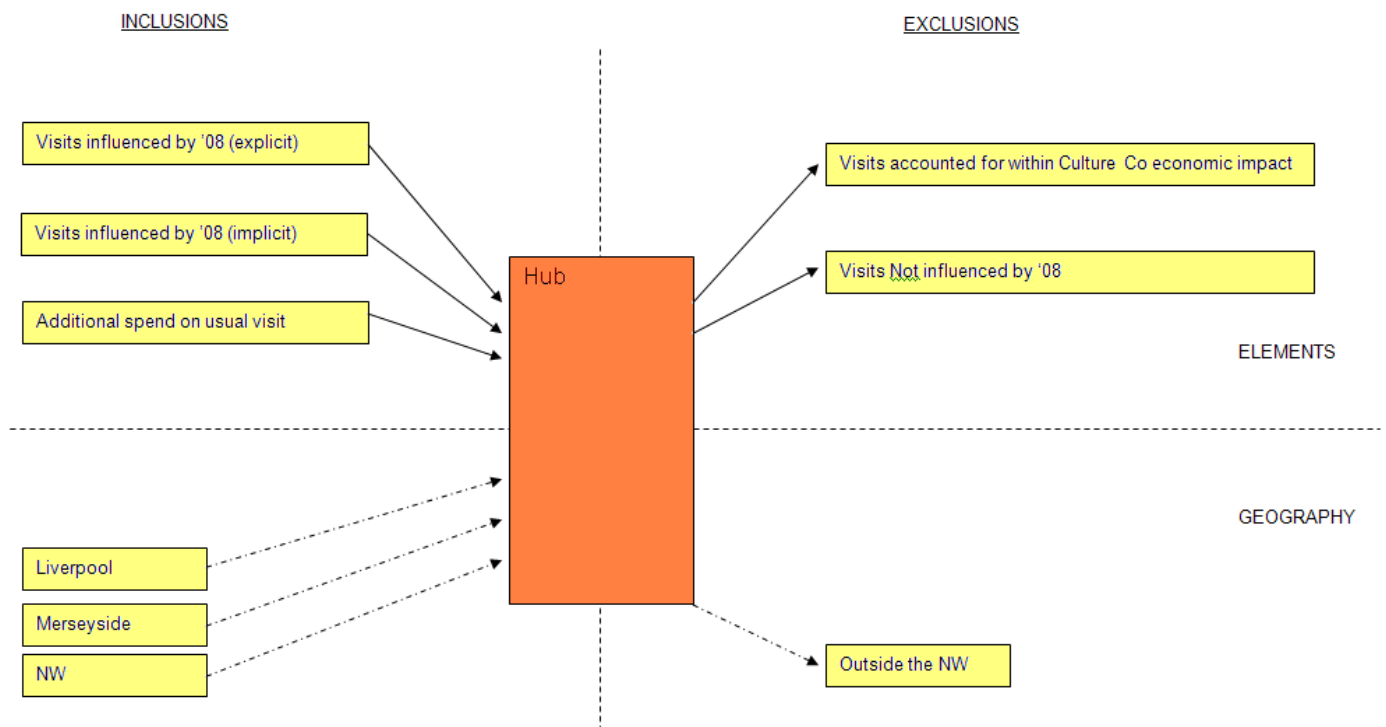 INCLUSIONS
EXCLUSIONS
Visits influenced by ’08 (explicit)
Visits accounted for within Culture Co economic impact
Visits influenced by ’08 (implicit)
Visits Not influenced by ‘08
Hub
Additional spend on usual visit
ELEMENTS
GEOGRAPHY
Liverpool
Merseyside
NW
Outside the NW